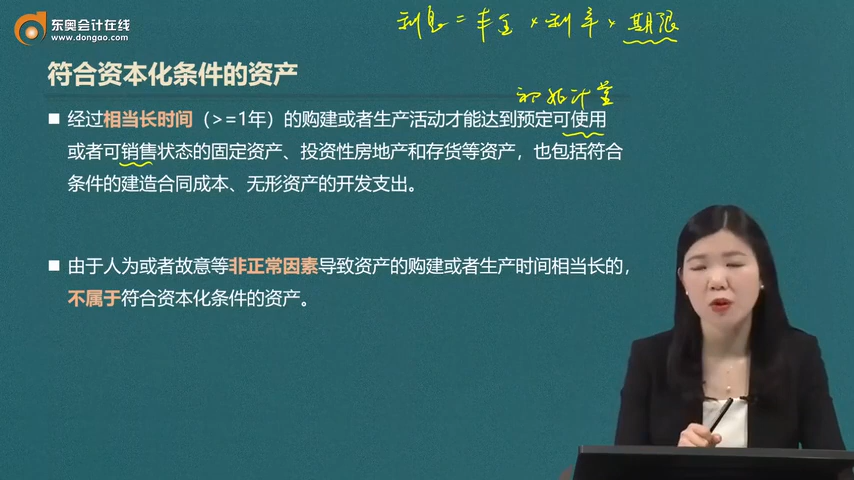 东奥会计在线
www.dongao.com
利息=本金×利率×期限
符合资本化条件的资产
初始计量
■ 经过相当长时间（>=1年）的购建或者生产活动才能达到预定可使用
或者可销售状态的固定资产、投资性房地产和存货等资产，也包括符合
条件的建造合同成本、无形资产的开发支出。
■ 由于人为或者故意等非正常因素导致资产的购建或者生产时间相当长的，
不属于符合资本化条件的资产。